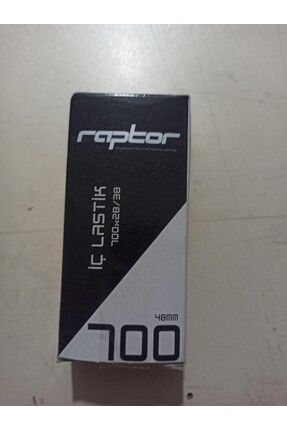 raptor
İÇ LASTİK
700x28/38
48MM
700